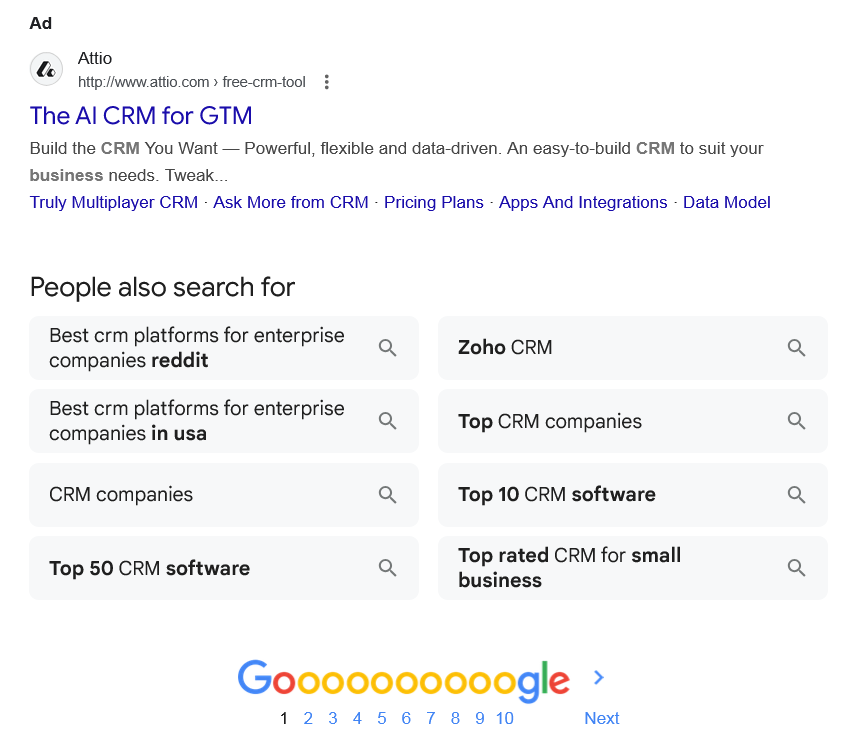 Ad
Attio
http://www.attio.com › free-crm-tool
The AI CRM for GTM
Build the CRM You Want — Powerful, flexible and data-driven. An easy-to-build CRM to suit your
business needs. Tweak...
Truly Multiplayer CRM · Ask More from CRM · Pricing Plans · Apps And Integrations · Data Model
People also search for
Best crm platforms for enterprise
companies reddit
Zoho CRM
Best crm platforms for enterprise
companies in usa
Top CRM companies
CRM companies
Top 10 CRM software
Top 50 CRM software
Top rated CRM for small
business
Goooooooooogle
1 2 3 4 5 6 7 8 9 10 Next